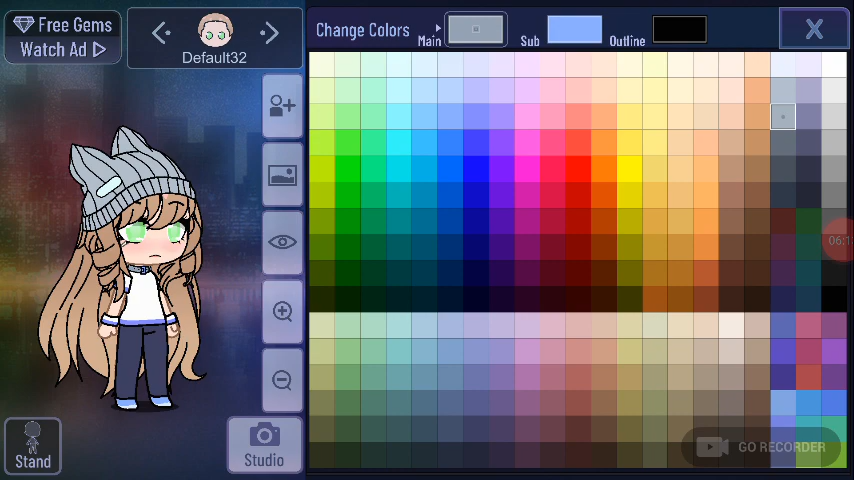 Free Gems
Watch Ad
Default32
Change Colors
Main
Sub
Outline
X
Stand
Studio
GO RECORDER